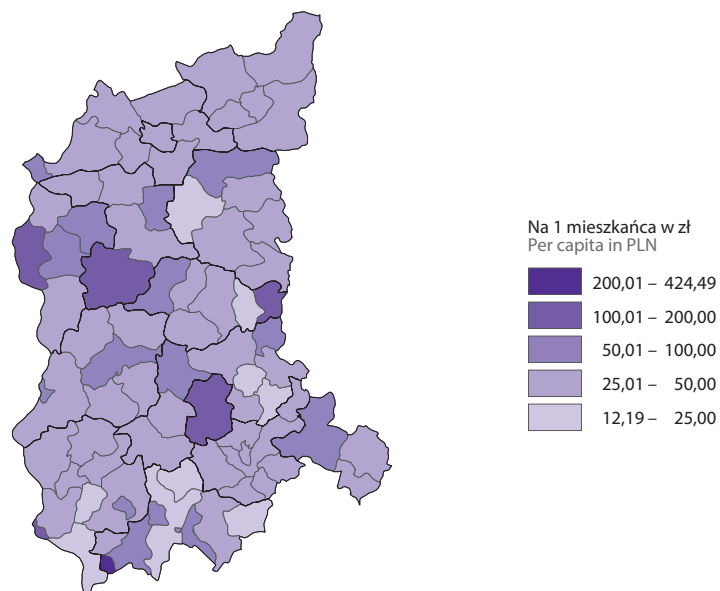 Na 1 mieszkańca w zł
Per capita in PLN
200,01 – 424,49
100,01 – 200,00
50,01 – 100,00
25,01 – 50,00
12,19 – 25,00